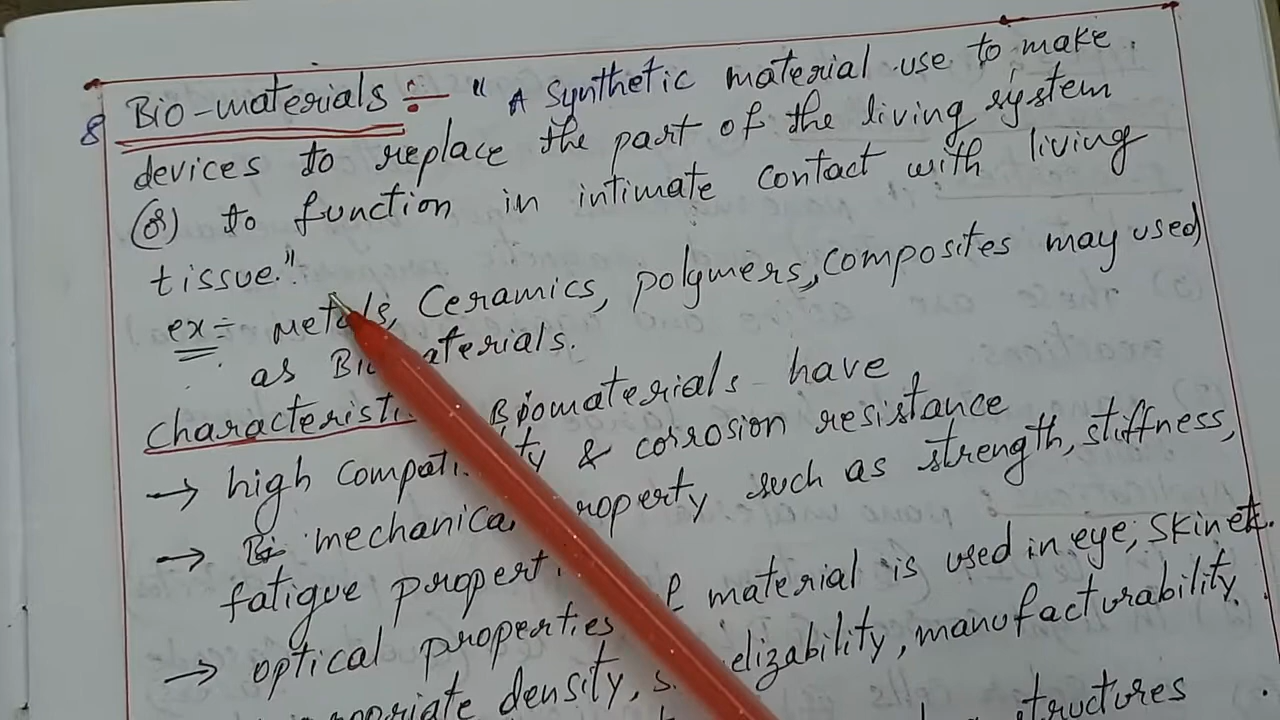 8 Bio-materials :- " A Synthetic material use to make
devices to replace the part of the living system
(or) to function in intimate contact with living
tissue."
ex:- Metals, Ceramics, polymers, composites may used
as
characteristi Biomaterials have
→ high & corrosion resistance
→ mechanical property such as strength, stiffness,
fatigue
→ optical properties of material is used in eye, skin etc.
density, manufacturability.
structures